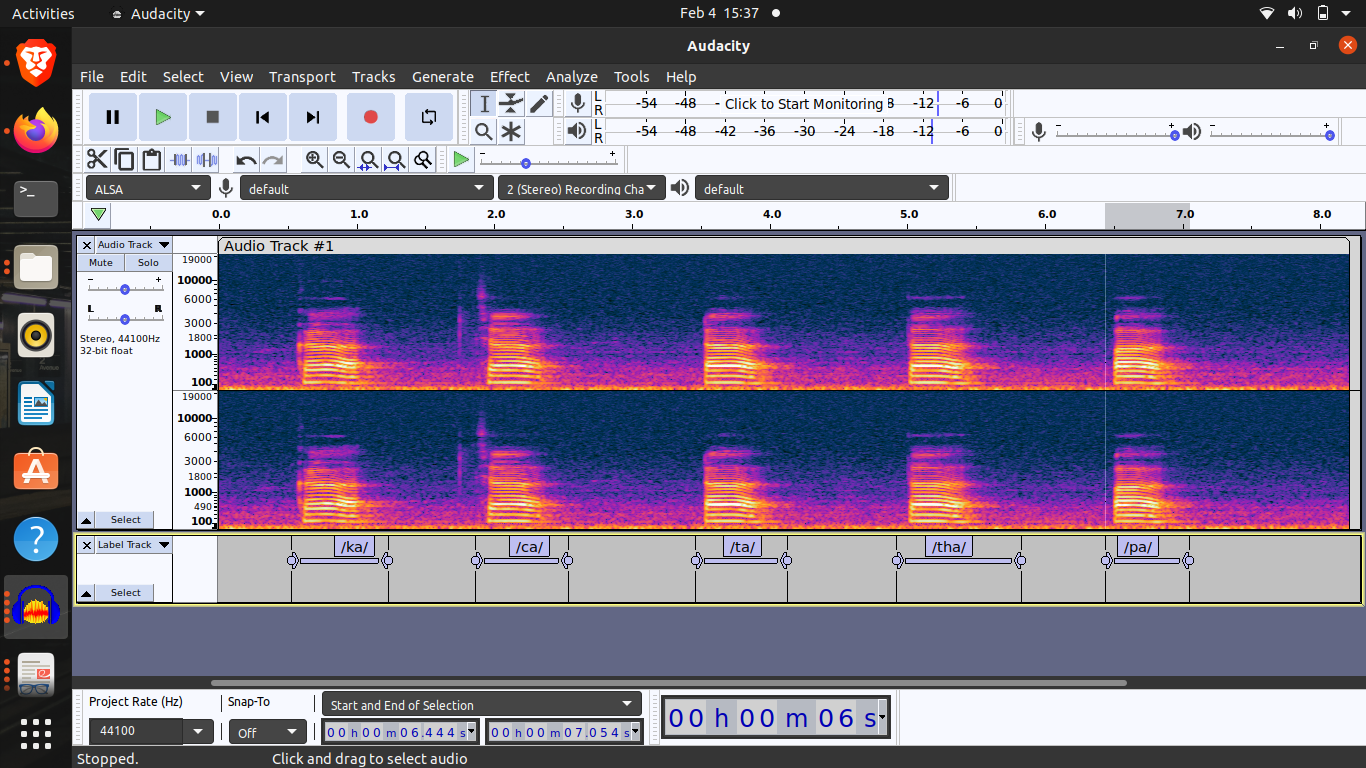 Activities Audacity Feb 4 15:37
Audacity
File Edit Select View Transport Tracks Generate Effect Analyze Tools Help
L R -54 -48 - Click to Start Monitoring 8 -12 -6 0
L R -54 -48 -42 -36 -30 -24 -18 -12 -6 0
- +
- +
- +
ALSA default 2 (Stereo) Recording Cha default
0.0 1.0 2.0 3.0 4.0 5.0 6.0 7.0 8.0
Audio Track Audio Track #1
Mute Solo
- +
L R
Stereo, 44100Hz
32-bit float
19000
10000
6000
3000
1800
1000
100
19000
10000
6000
3000
1800
1000
490
100
Select
Label Track /ka/ /ca/ /ta/ /tha/ /pa/
Select
Project Rate (Hz) Snap-To Start and End of Selection
44100 Off 00 h 00 m 06.444 s 00 h 00 m 07.054 s
00 h 00 m 06 s
Stopped. Click and drag to select audio